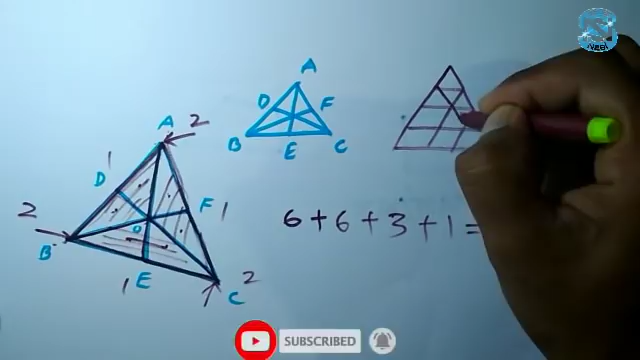 A
D F
B E C
A 2
1
D
2 F 1
O
B
1 E C 2
6 + 6 + 3 + 1 =
SUBSCRIBED